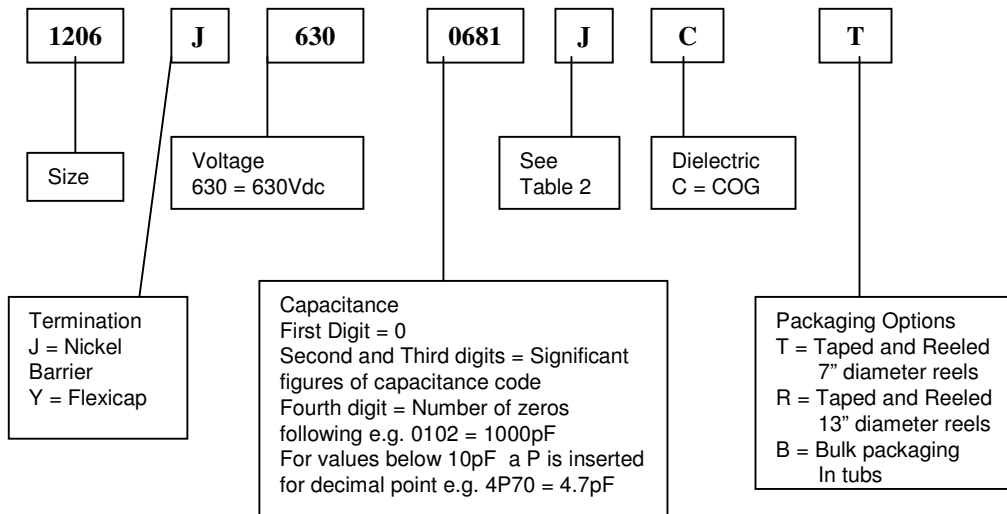 1206 J 630 0681 J C T
Size
Voltage
630 = 630Vdc
See
Table 2
Dielectric
C = COG
Termination
J = Nickel
Barrier
Y = Flexicap
Capacitance
First Digit = 0
Second and Third digits = Significant
figures of capacitance code
Fourth digit = Number of zeros
following e.g. 0102 = 1000pF
For values below 10pF a P is inserted
for decimal point e.g. 4P70 = 4.7pF
Packaging Options
T = Taped and Reeled
7” diameter reels
R = Taped and Reeled
13” diameter reels
B = Bulk packaging
In tubs